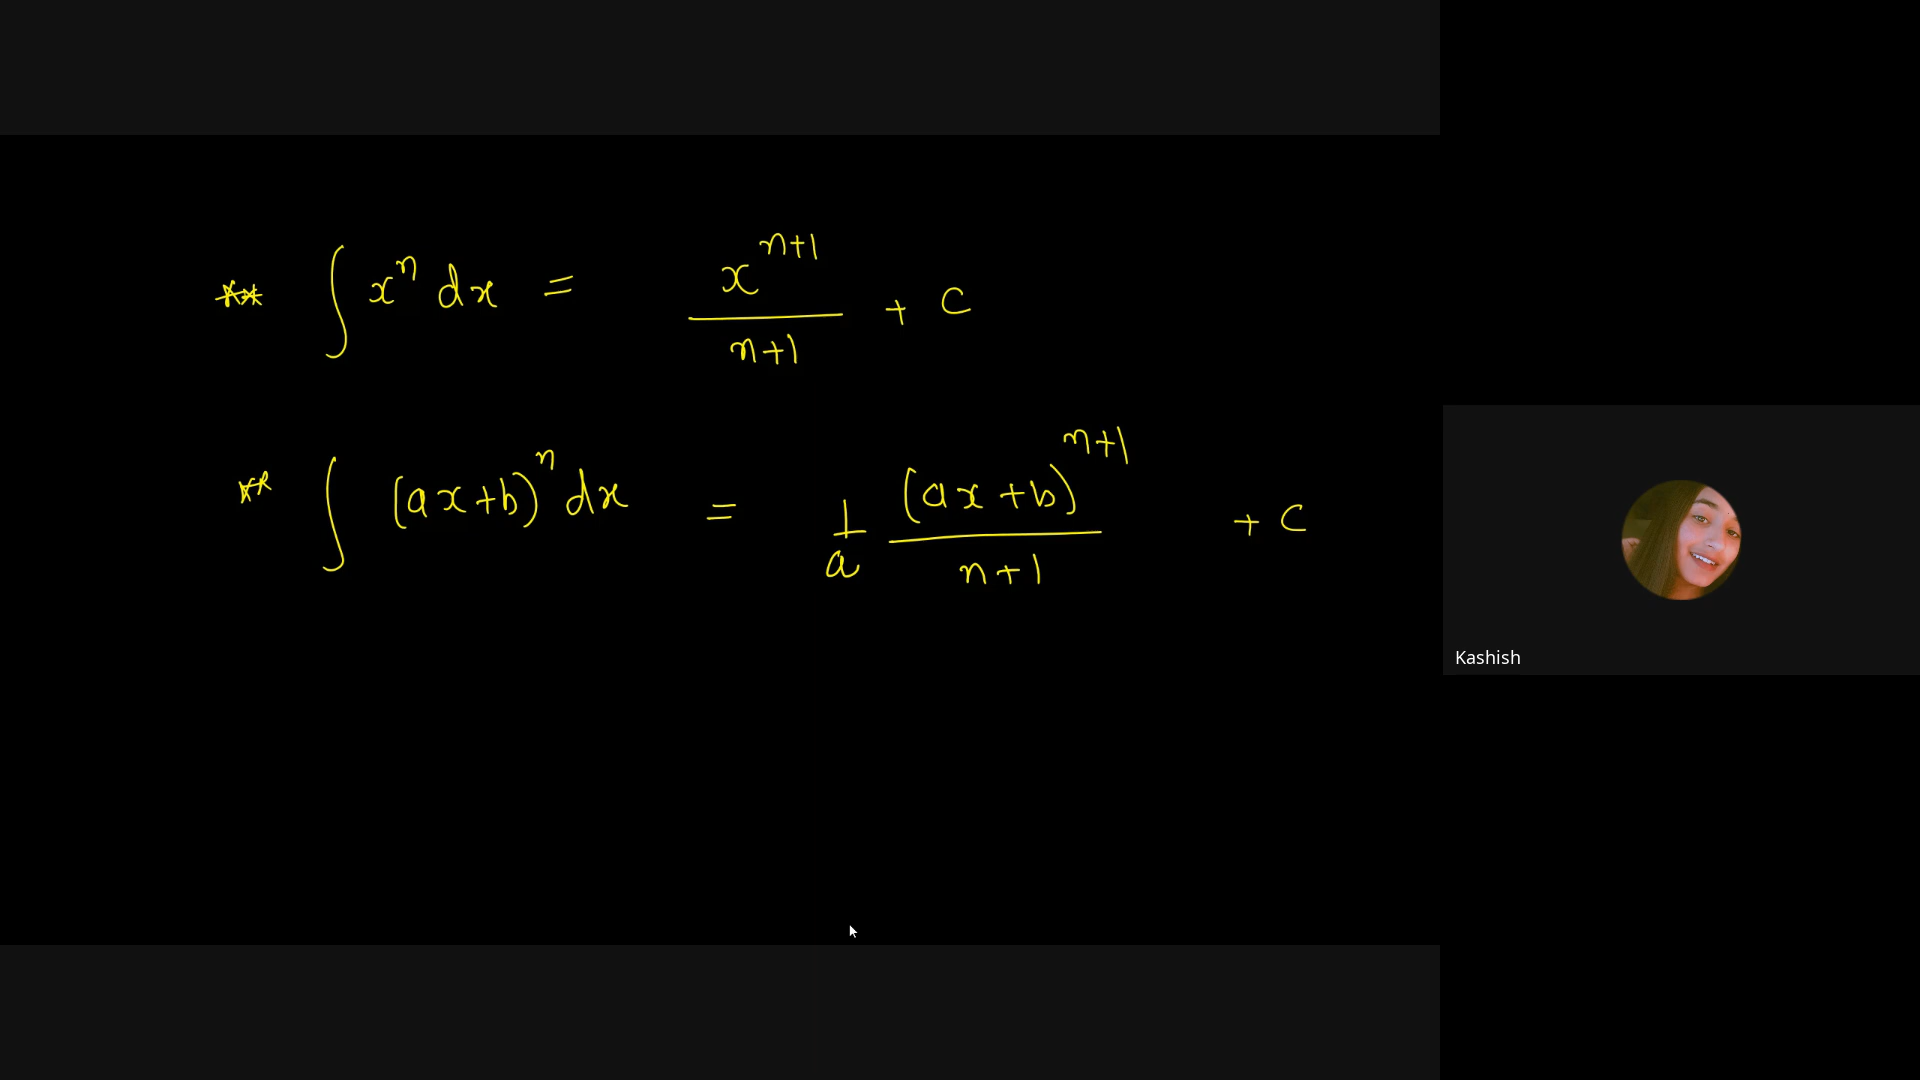 ** ∫ xⁿ dx = xⁿ⁺¹/(n+1) + c
** ∫ (ax+b)ⁿ dx = 1/a (ax+b)ⁿ⁺¹/(n+1) + c
Kashish